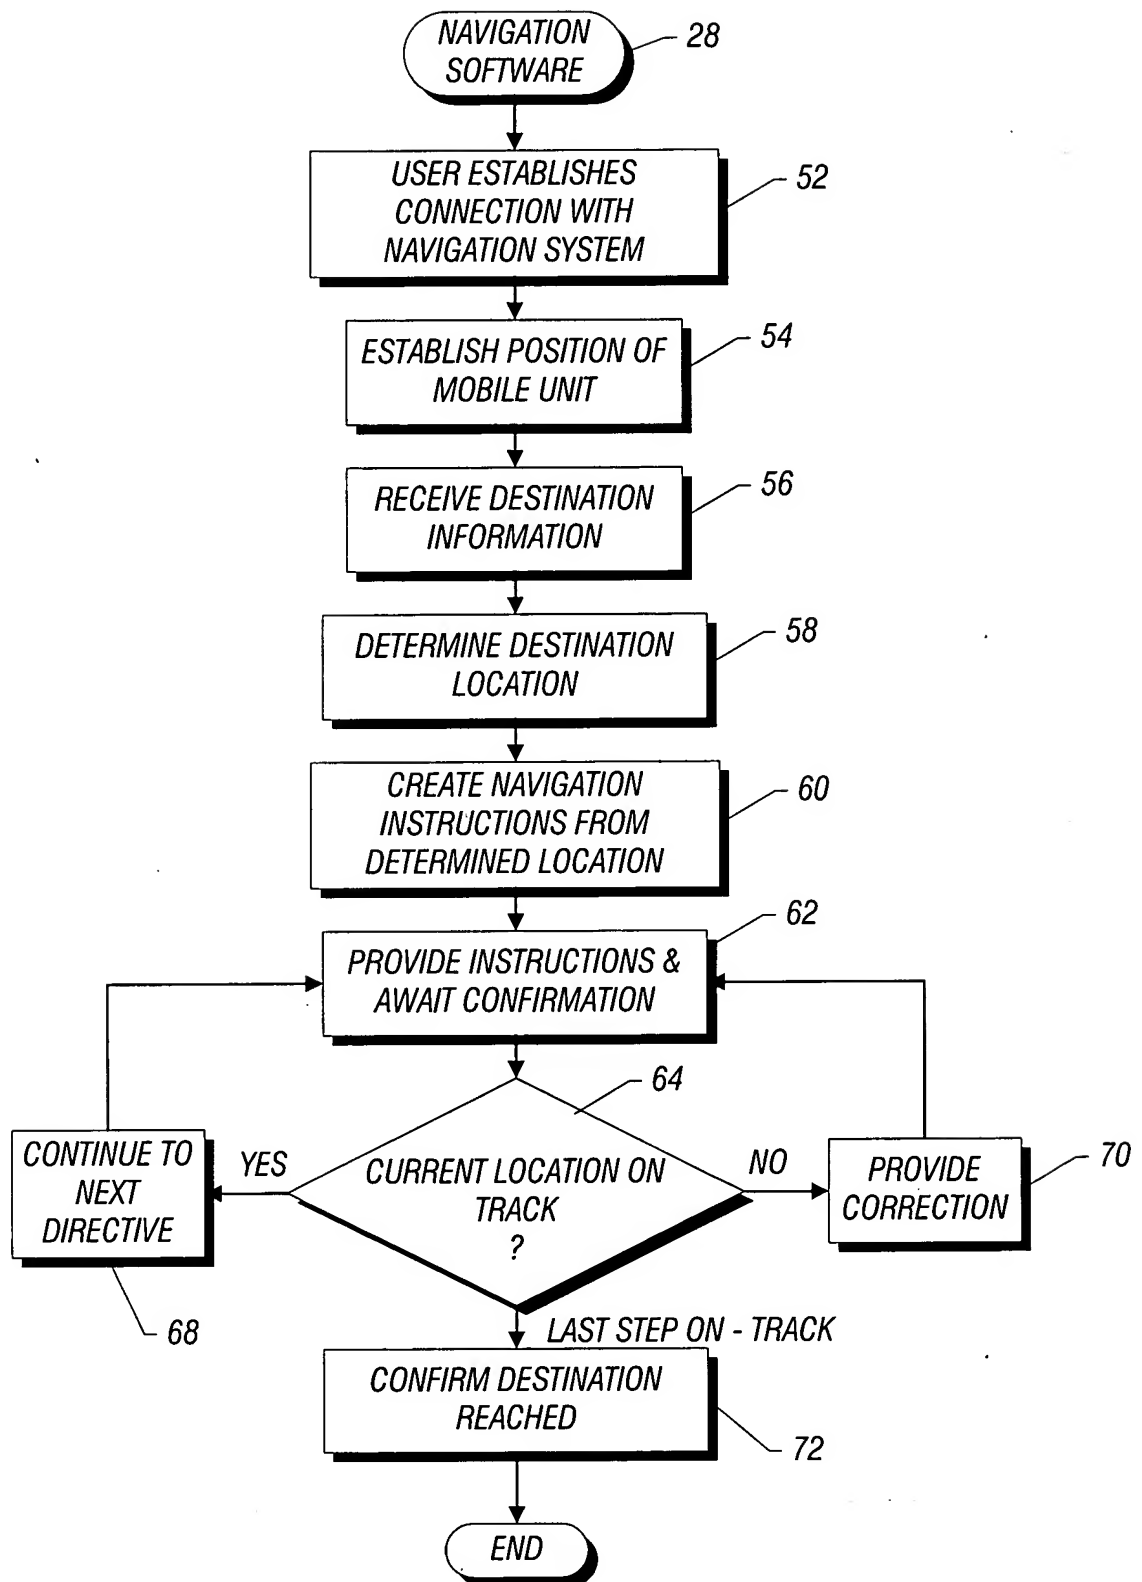 NAVIGATION
SOFTWARE
28
USER ESTABLISHES
CONNECTION WITH
NAVIGATION SYSTEM
52
ESTABLISH POSITION OF
MOBILE UNIT
54
RECEIVE DESTINATION
INFORMATION
56
DETERMINE DESTINATION
LOCATION
58
CREATE NAVIGATION
INSTRUCTIONS FROM
DETERMINED LOCATION
60
PROVIDE INSTRUCTIONS &
AWAIT CONFIRMATION
62
CURRENT LOCATION ON
TRACK
?
64
YES
CONTINUE TO
NEXT
DIRECTIVE
68
NO
PROVIDE
CORRECTION
70
LAST STEP ON - TRACK
CONFIRM DESTINATION
REACHED
72
END